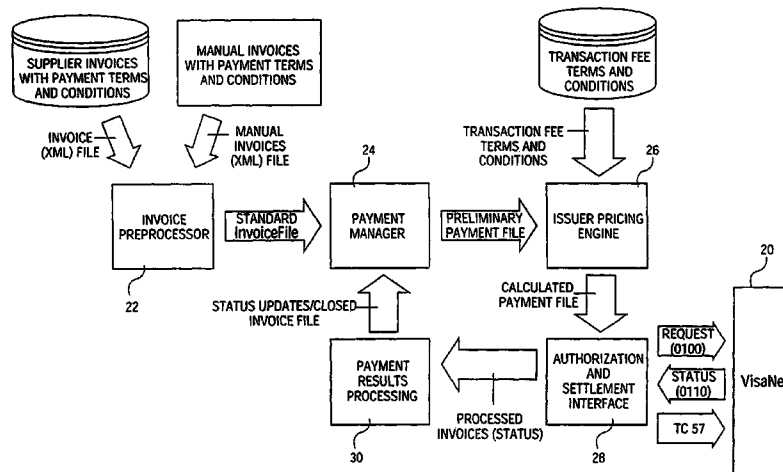 SUPPLIER INVOICES
WITH PAYMENT TERMS
AND CONDITIONS
MANUAL INVOICES
WITH PAYMENT TERMS
AND CONDITIONS
TRANSACTION FEE
TERMS AND
CONDITIONS
INVOICE
(XML) FILE
MANUAL
INVOICES
(XML) FILE
24
TRANSACTION FEE
TERMS AND
CONDITIONS
26
INVOICE
PREPROCESSOR
22
STANDARD
InvoiceFile
PAYMENT
MANAGER
PRELIMINARY
PAYMENT FILE
ISSUER PRICING
ENGINE
STATUS UPDATES/CLOSED
INVOICE FILE
CALCULATED
PAYMENT FILE
20
PAYMENT
RESULTS
PROCESSING
30
PROCESSED
INVOICES (STATUS)
AUTHORIZATION
AND
SETTLEMENT
INTERFACE
28
REQUEST
(0100)
STATUS
(0110)
TC 57
VisaNe